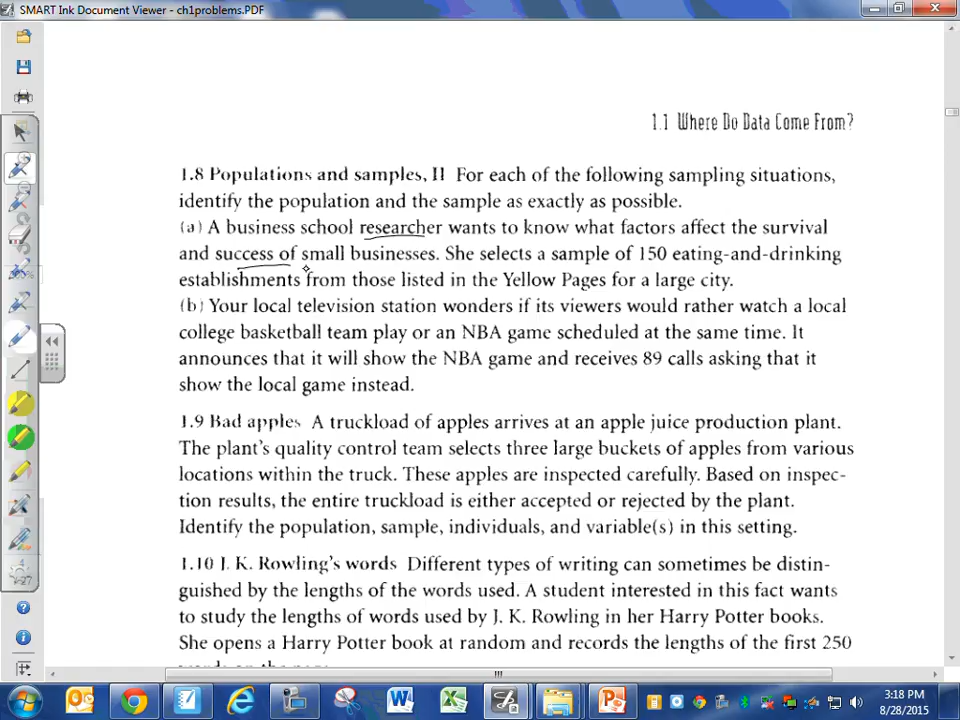 SMART Ink Document Viewer - ch1problems.PDF
1.1 Where Do Data Come From?
1.8 Populations and samples, II For each of the following sampling situations,
identify the population and the sample as exactly as possible.
(a) A business school researcher wants to know what factors affect the survival
and success of small businesses. She selects a sample of 150 eating-and-drinking
establishments from those listed in the Yellow Pages for a large city.
(b) Your local television station wonders if its viewers would rather watch a local
college basketball team play or an NBA game scheduled at the same time. It
announces that it will show the NBA game and receives 89 calls asking that it
show the local game instead.
1.9 Bad apples A truckload of apples arrives at an apple juice production plant.
The plant's quality control team selects three large buckets of apples from various
locations within the truck. These apples are inspected carefully. Based on inspec-
tion results, the entire truckload is either accepted or rejected by the plant.
Identify the population, sample, individuals, and variable(s) in this setting.
1.10 J. K. Rowling's words Different types of writing can sometimes be distin-
guished by the lengths of the words used. A student interested in this fact wants
to study the lengths of words used by J. K. Rowling in her Harry Potter books.
She opens a Harry Potter book at random and records the lengths of the first 250
3:18 PM
8/28/2015